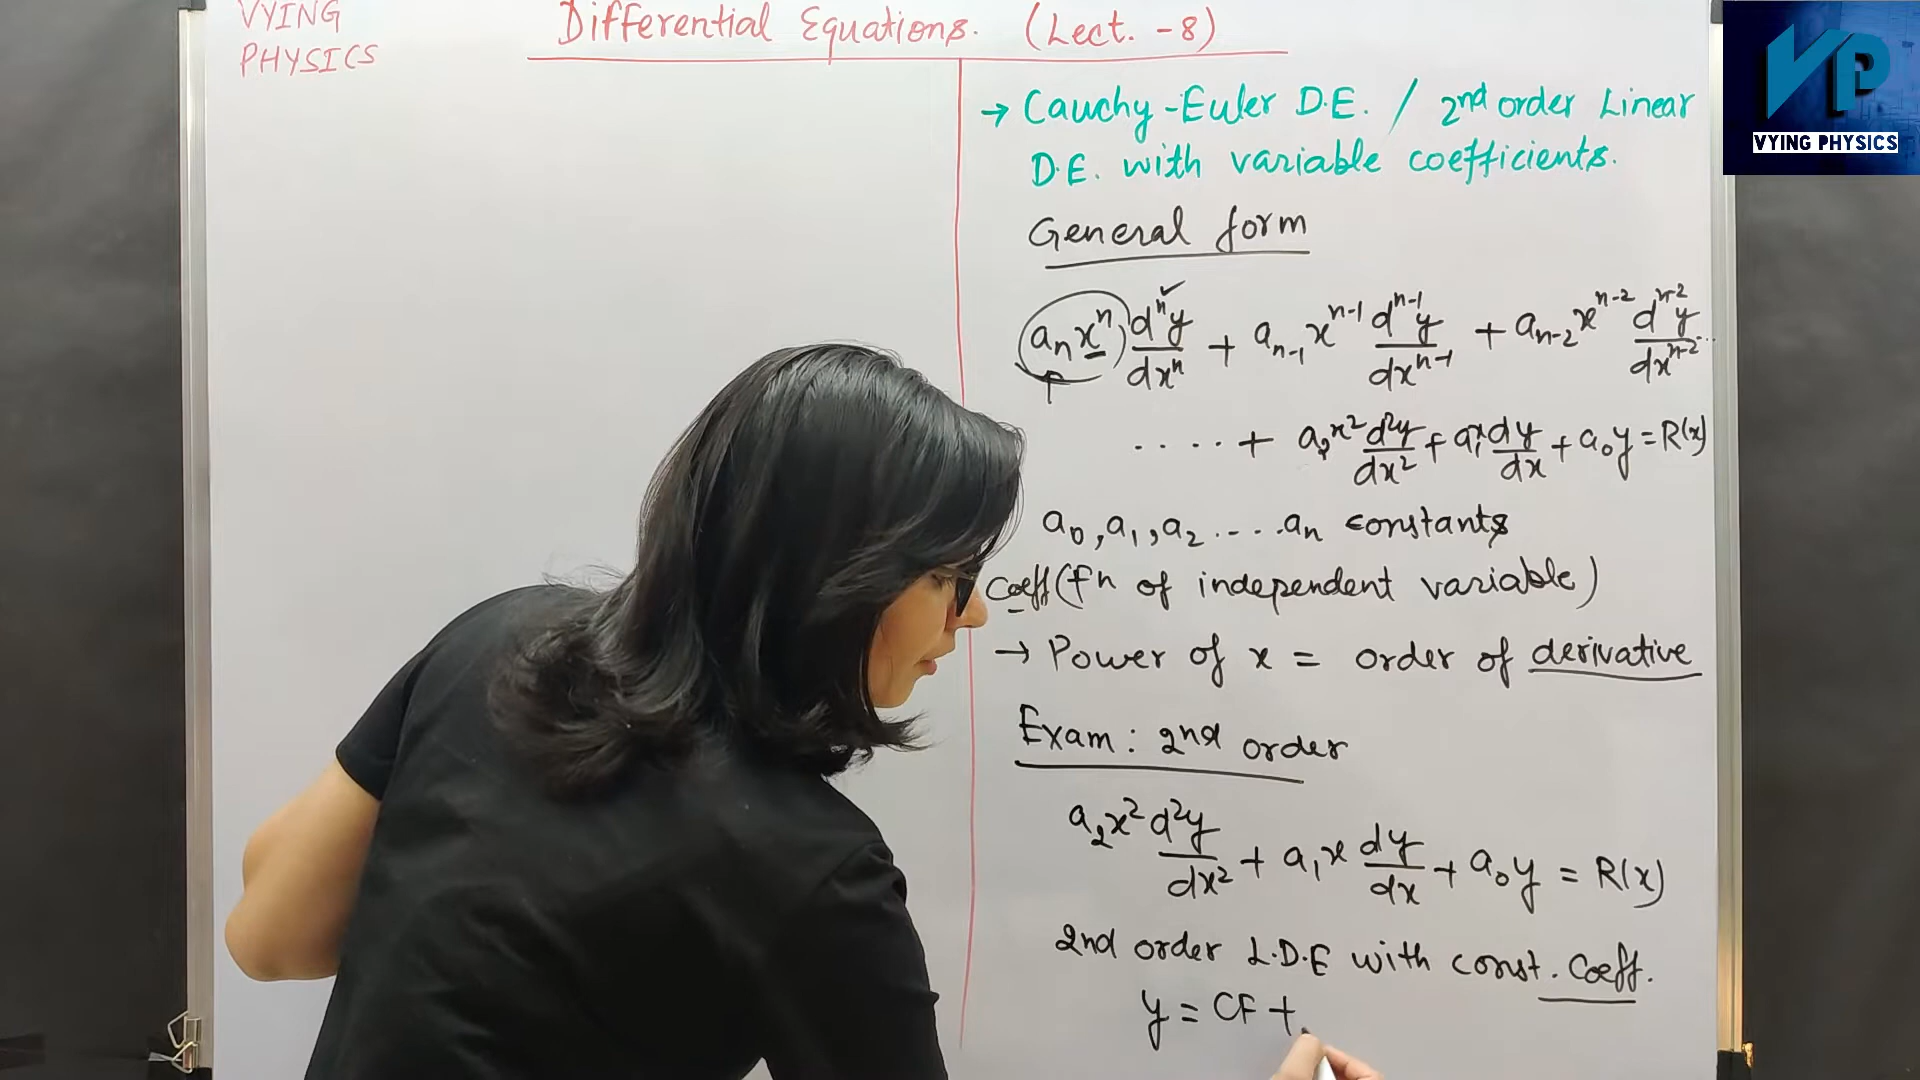 VYING
PHYSICS
Differential Equations. (Lect. -8)
VP
VYING PHYSICS
→ Cauchy-Euler D.E. / 2nd order Linear
D.E. with variable coefficients.
General form
aₙxⁿ dⁿy/dxⁿ + aₙ₋₁xⁿ⁻¹ dⁿ⁻¹y/dxⁿ⁻¹ + aₙ₋₂xⁿ⁻² dⁿ⁻²y/dxⁿ⁻² ..
.....+ a₂x² d²y/dx² + a₁x dy/dx + a₀y = R(x)
a₀, a₁, a₂ .... aₙ constants
Coeff (fⁿ of independent variable)
→ Power of x = order of derivative
Exam: 2nd order
a₂x² d²y/dx² + a₁x dy/dx + a₀y = R(x)
2nd order L.D.E with const. Coeff.
y = CF +